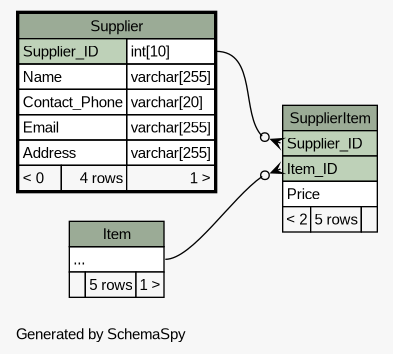 Supplier
Supplier_ID int[10]
Name varchar[255]
Contact_Phone varchar[20]
Email varchar[255]
Address varchar[255]
< 0 4 rows 1 >
SupplierItem
Supplier_ID
Item_ID
Price
< 2 5 rows
Item
...
5 rows 1 >
Generated by SchemaSpy